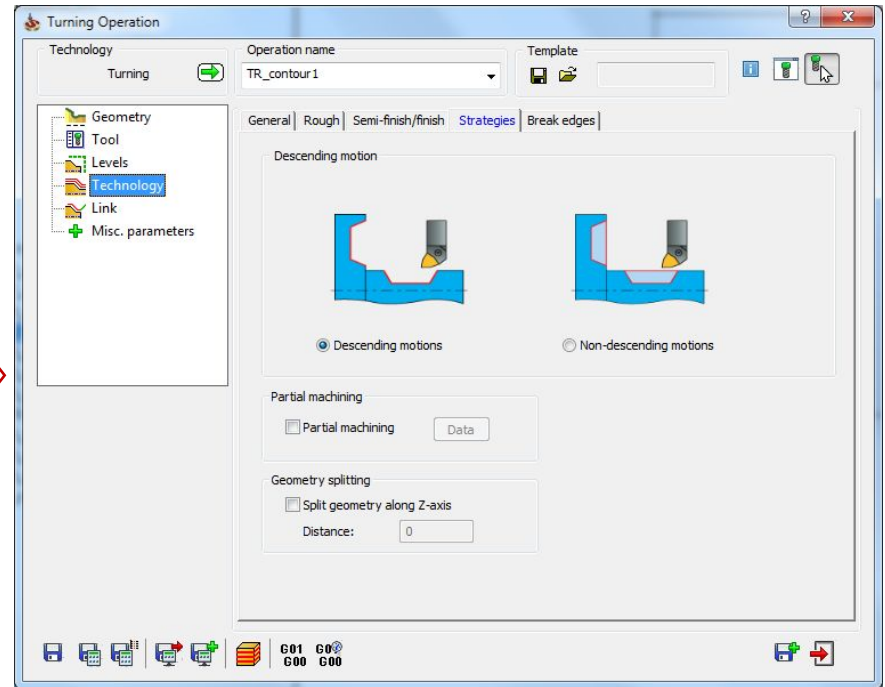 Turning Operation
Technology
Turning
Operation name
TR_contour1
Template
Geometry
Tool
Levels
Technology
Link
Misc. parameters
General Rough Semi-finish/finish Strategies Break edges
Descending motion
Descending motions
Non-descending motions
Partial machining
Partial machining
Data
Geometry splitting
Split geometry along Z-axis
Distance:
0
G01 G0
G00 G00